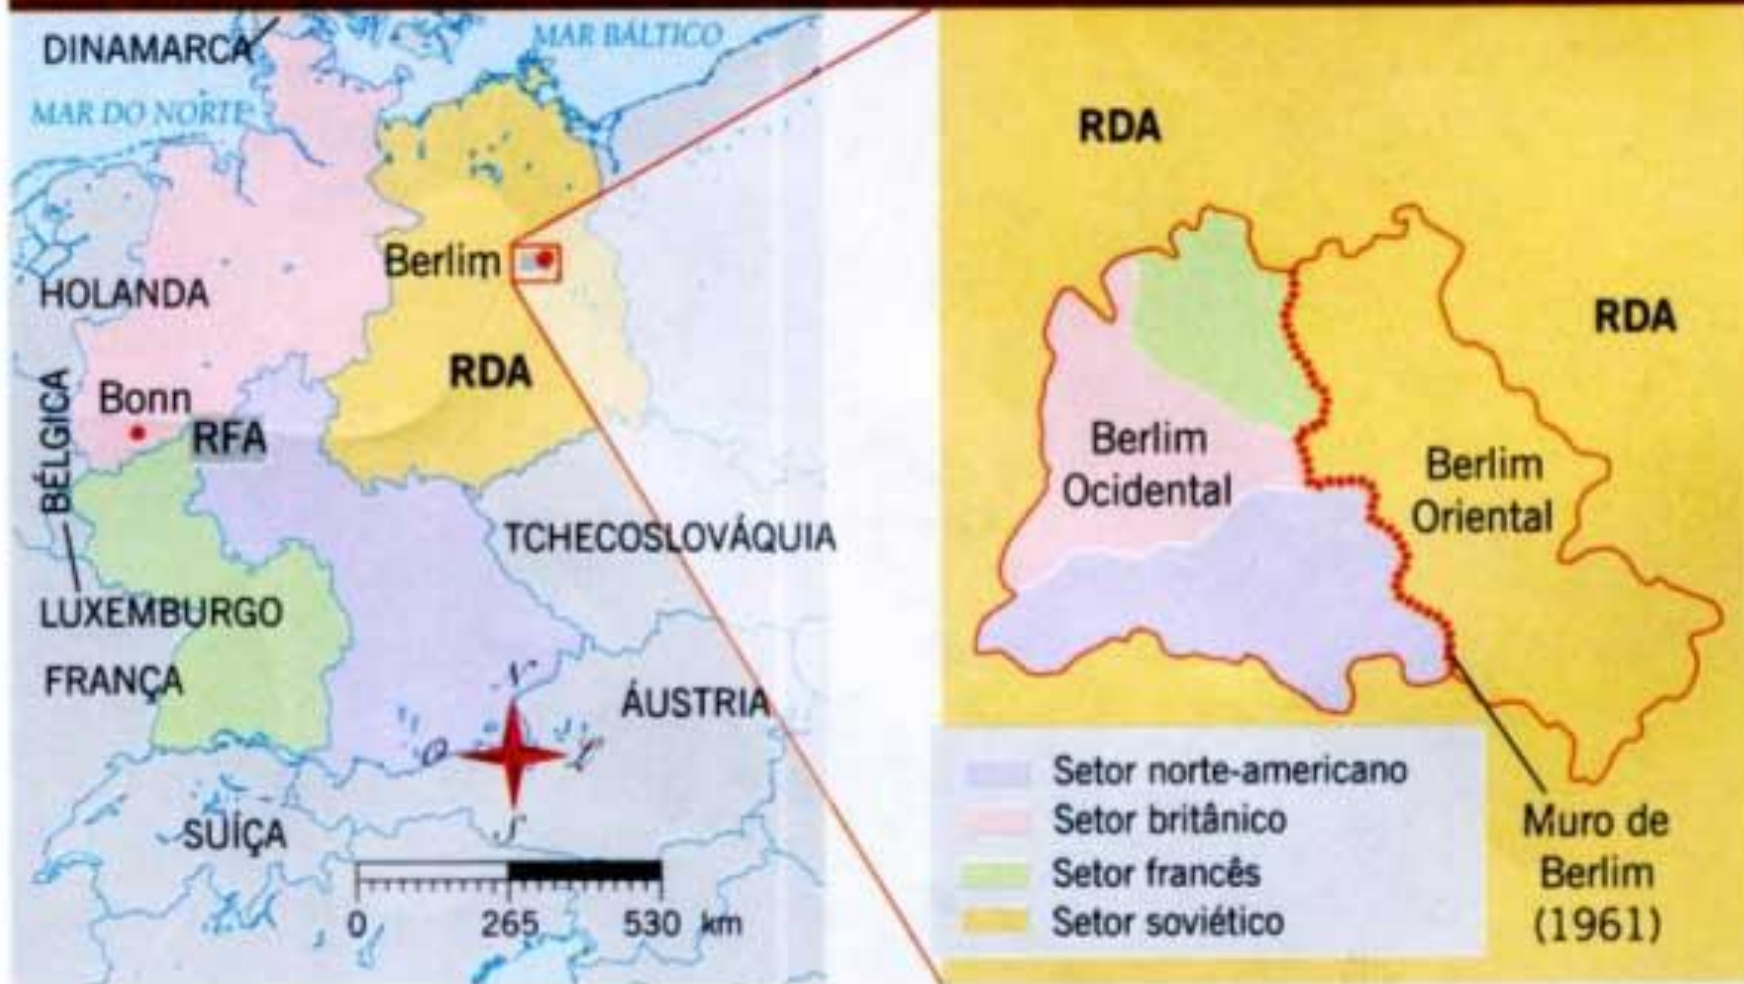 DINAMARCA
MAR BÁLTICO
MAR DO NORTE
Berlim
HOLANDA
RDA
Bonn
RFA
BÉLGICA
TCHECOSLOVÁQUIA
LUXEMBURGO
FRANÇA
ÁUSTRIA
SUÍÇA
N
O
L
S
0 265 530 km
RDA
RDA
Berlim
Ocidental
Berlim
Oriental
Setor norte-americano
Setor britânico
Setor francês
Setor soviético
Muro de
Berlim
(1961)